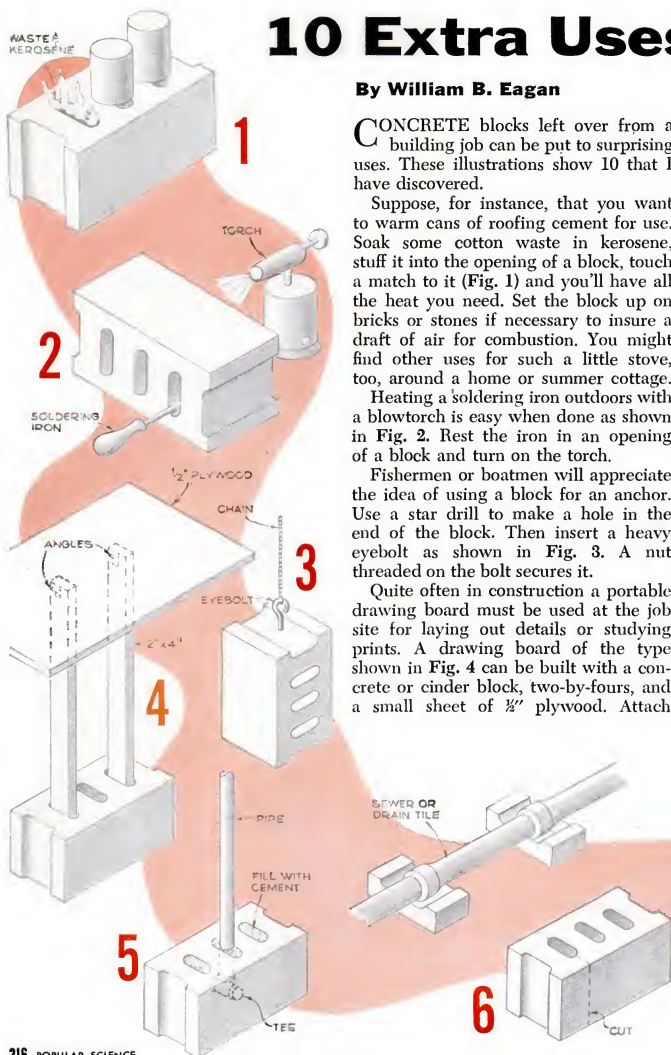 10 Extra Uses
By William B. Eagan
CONCRETE blocks left over from a
building job can be put to surprising
uses. These illustrations show 10 that I
have discovered.
Suppose, for instance, that you want
to warm cans of roofing cement for use.
Soak some cotton waste in kerosene,
stuff it into the opening of a block, touch
a match to it (Fig. 1) and you'll have all
the heat you need. Set the block up on
bricks or stones if necessary to insure a
draft of air for combustion. You might
find other uses for such a little stove,
too, around a home or summer cottage.
Heating a soldering iron outdoors with
a blowtorch is easy when done as shown
in Fig. 2. Rest the iron in an opening
of a block and turn on the torch.
Fishermen or boatmen will appreciate
the idea of using a block for an anchor.
Use a star drill to make a hole in the
end of the block. Then insert a heavy
eyebolt as shown in Fig. 3. A nut
threaded on the bolt secures it.
Quite often in construction a portable
drawing board must be used at the job
site for laying out details or studying
prints. A drawing board of the type
shown in Fig. 4 can be built with a con-
crete or cinder block, two-by-fours, and
a small sheet of ½" plywood. Attach
WASTE &
KEROSENE
1
TORCH
2
SOLDERING
IRON
½" PLYWOOD
CHAIN
ANGLES
3
EYEBOLT
2"x4"
4
PIPE
FILL WITH
CEMENT
5
TEE
SEWER OR
DRAIN TILE
6
CUT
216 POPULAR SCIENCE